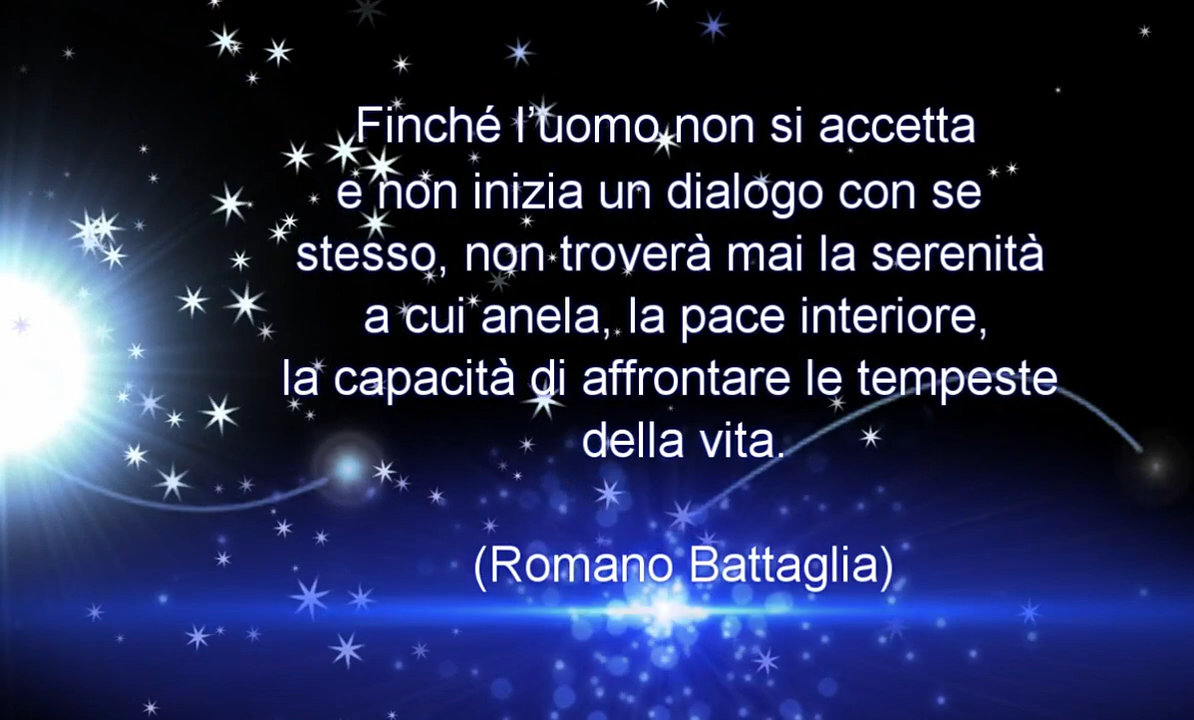 Finché l'uomo non si accetta
e non inizia un dialogo con se
stesso, non troverà mai la serenità
a cui anela, la pace interiore,
la capacità di affrontare le tempeste
della vita.
(Romano Battaglia)